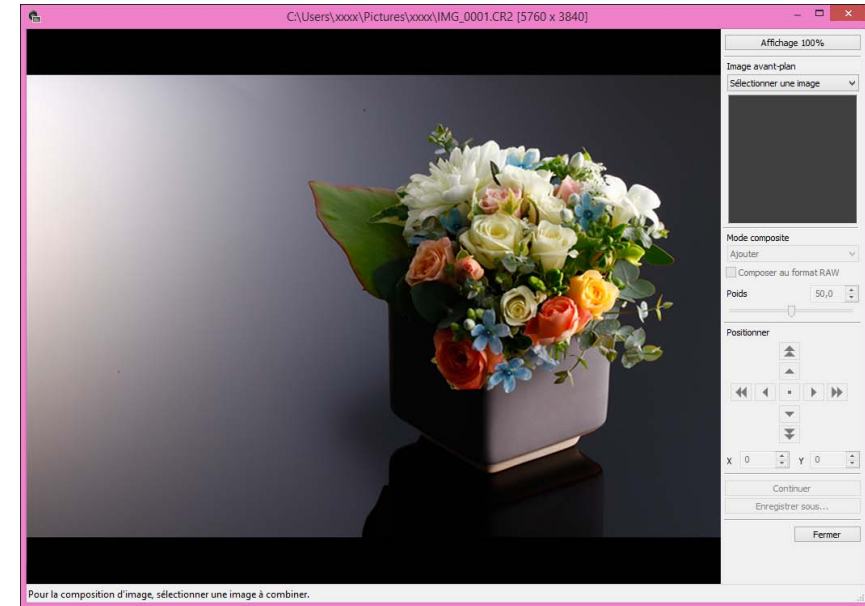 C:\Users\xxxx\Pictures\xxxx\IMG_0001.CR2 [5760 x 3840]
Affichage 100%
Image avant-plan
Sélectionner une image
Mode composite
Ajouter
Composer au format RAW
Poids 50,0
Positionner
X 0 Y 0
Continuer
Enregistrer sous...
Fermer
Pour la composition d'image, sélectionner une image à combiner.